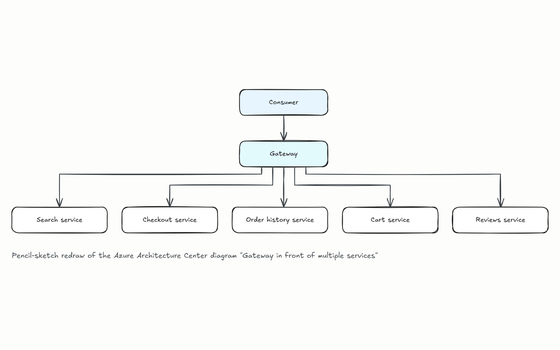 Consumer
Gateway
Search service
Checkout service
Order history service
Cart service
Reviews service
Pencil-sketch redraw of the Azure Architecture Center diagram "Gateway in front of multiple services"